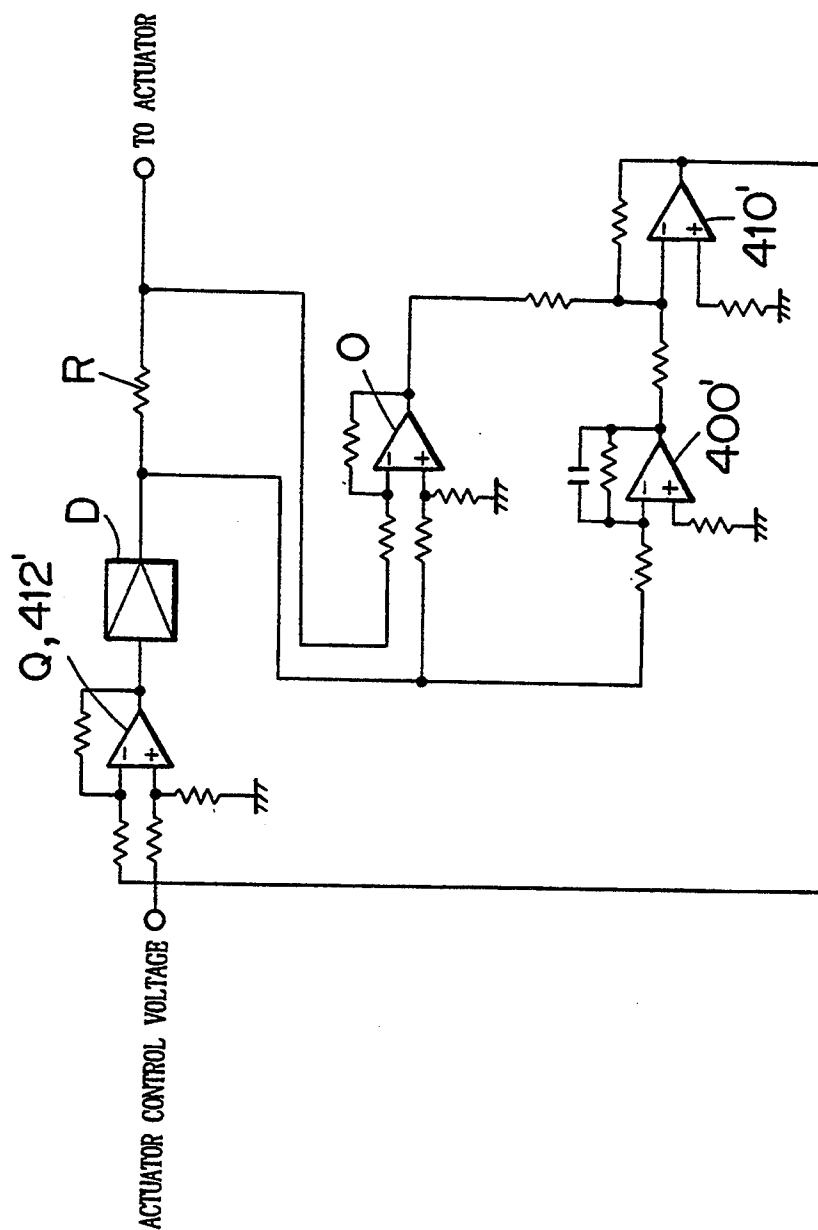 ACTUATOR CONTROL VOLTAGE
Q, 412'
D
R
TO ACTUATOR
O
400'
410'
- +
- +
- +
- +